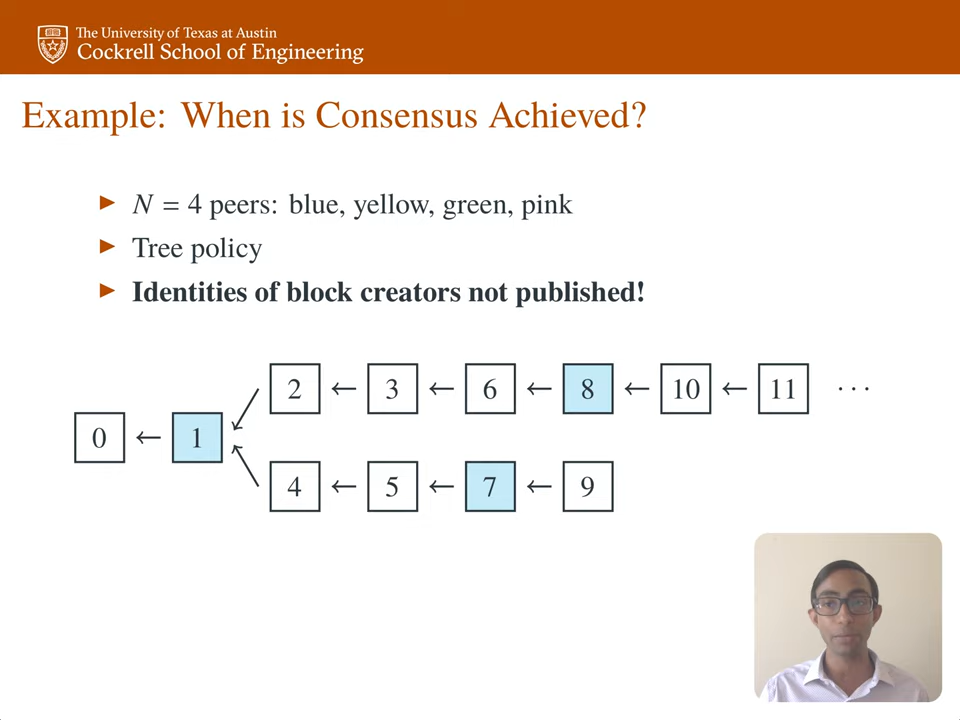 The University of Texas at Austin
Cockrell School of Engineering
Example: When is Consensus Achieved?
► N = 4 peers: blue, yellow, green, pink
► Tree policy
► Identities of block creators not published!
2 ← 3 ← 6 ← 8 ← 10 ← 11 ···
0 ← 1
4 ← 5 ← 7 ← 9